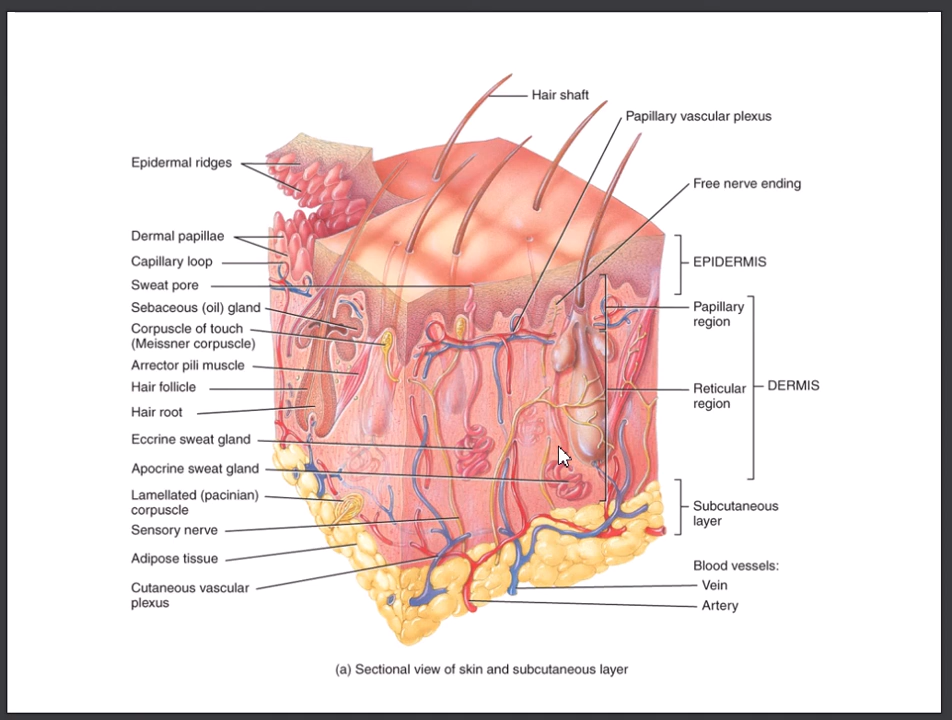 Hair shaft
Papillary vascular plexus
Epidermal ridges
Free nerve ending
Dermal papillae
Capillary loop
EPIDERMIS
Sweat pore
Sebaceous (oil) gland
Papillary
region
Corpuscle of touch
(Meissner corpuscle)
Arrector pili muscle
Hair follicle
Reticular
region
DERMIS
Hair root
Eccrine sweat gland
Apocrine sweat gland
Lamellated (pacinian)
corpuscle
Subcutaneous
layer
Sensory nerve
Adipose tissue
Blood vessels:
Vein
Cutaneous vascular
plexus
Artery
(a) Sectional view of skin and subcutaneous layer